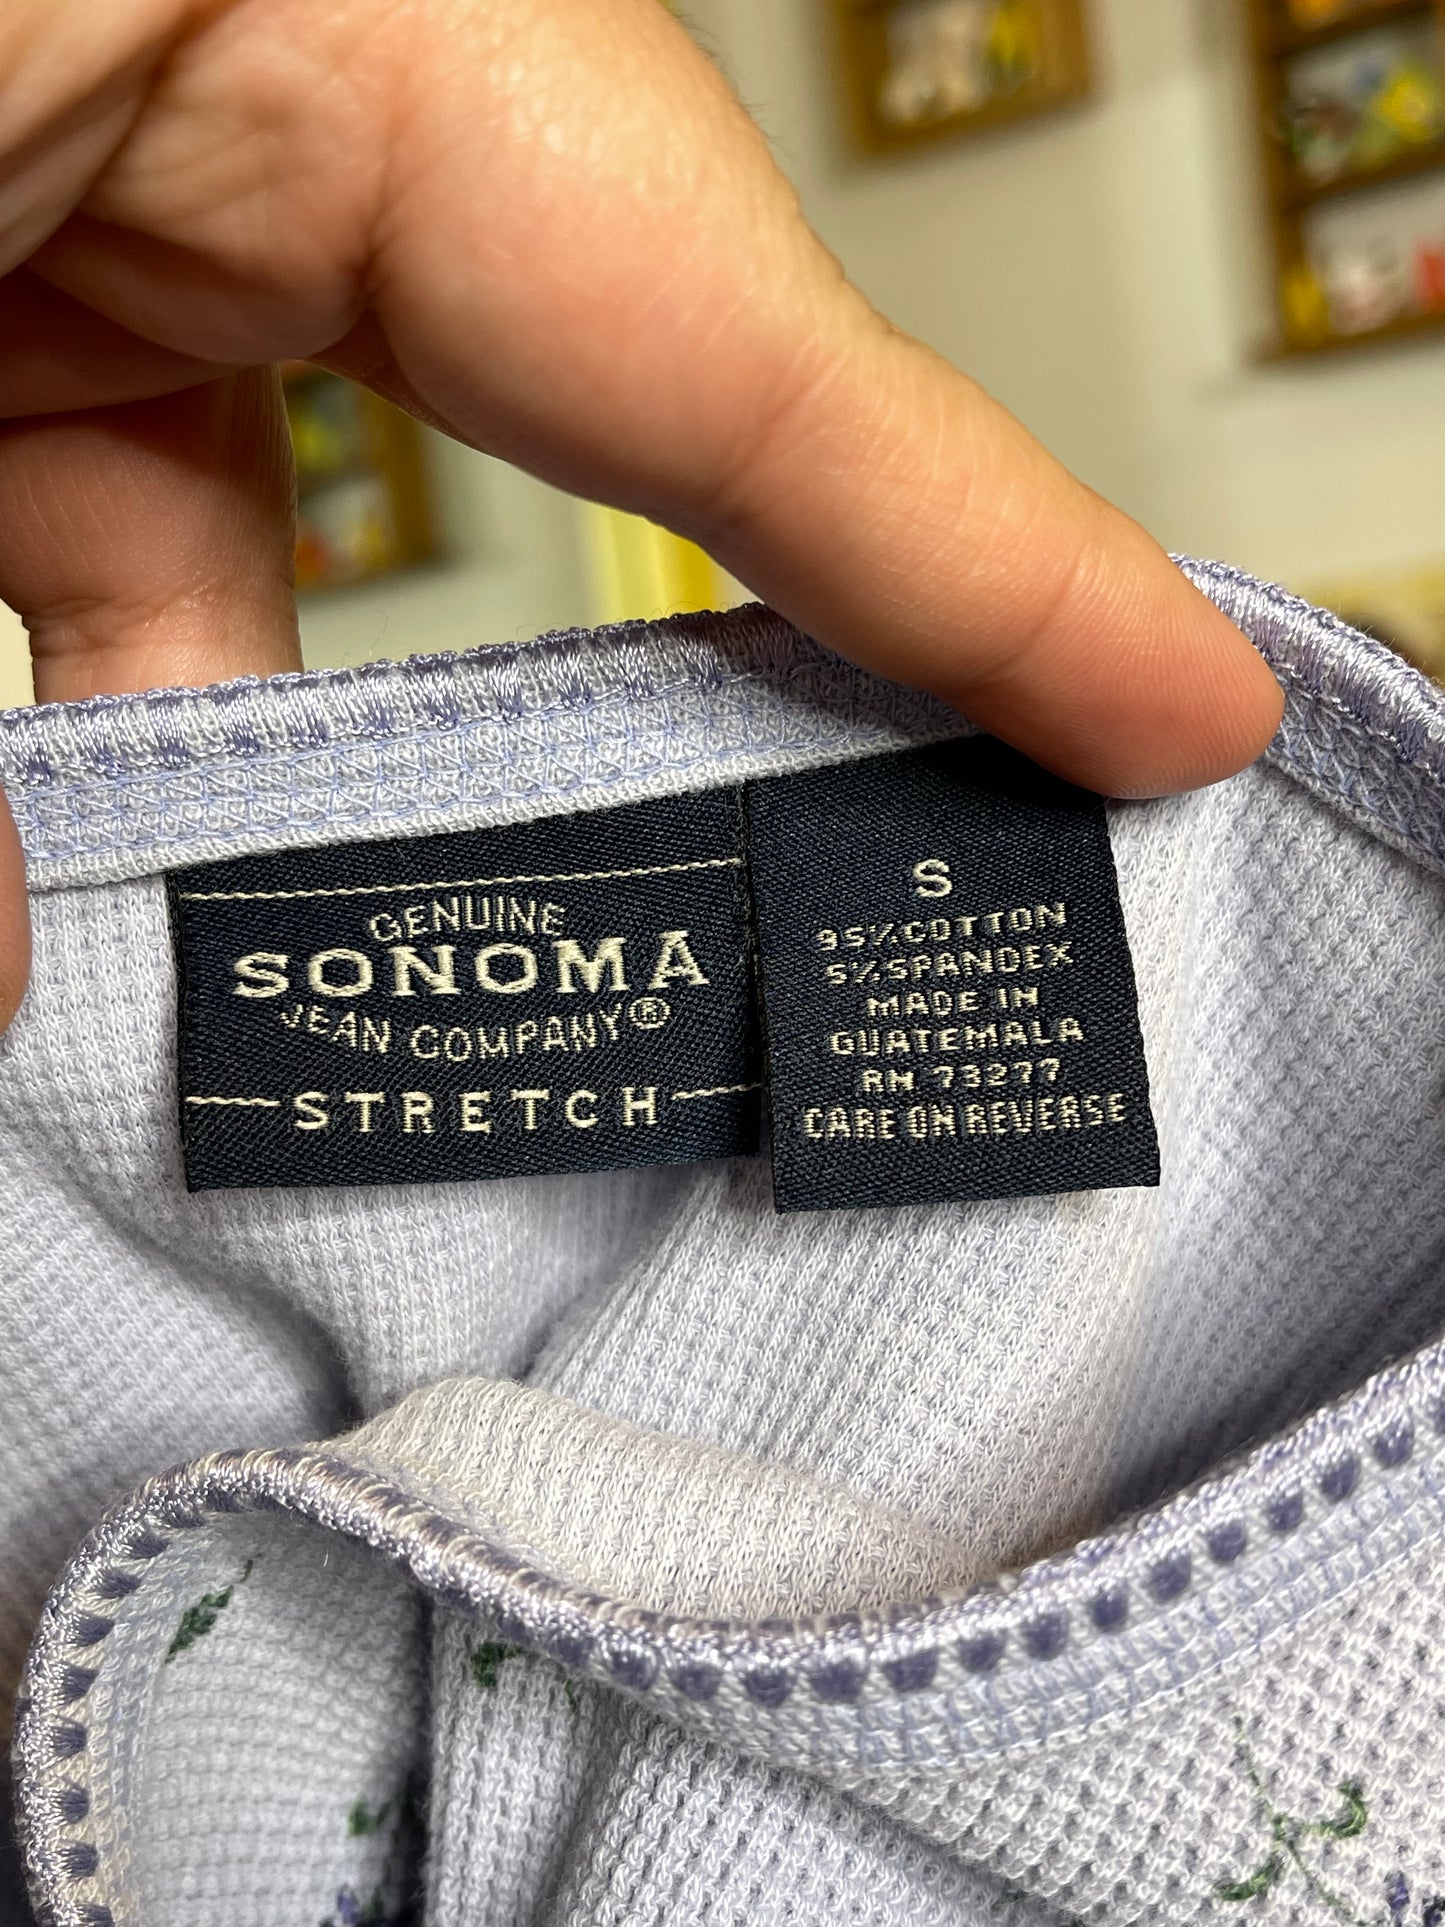 GENUINE
SONOMA
JEAN COMPANY®
STRETCH
S
95% COTTON
5% SPANDEX
MADE IN
GUATEMALA
RN 73277
CARE ON REVERSE